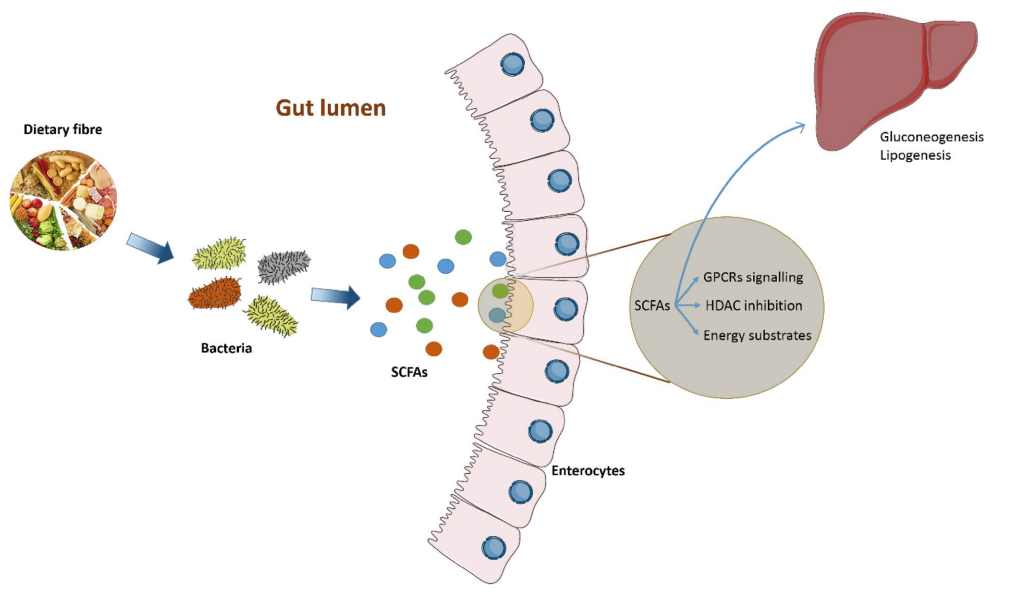 Gut lumen
Dietary fibre
Bacteria
SCFAs
Enterocytes
SCFAs
GPCRs signalling
HDAC inhibition
Energy substrates
Gluconeogenesis
Lipogenesis